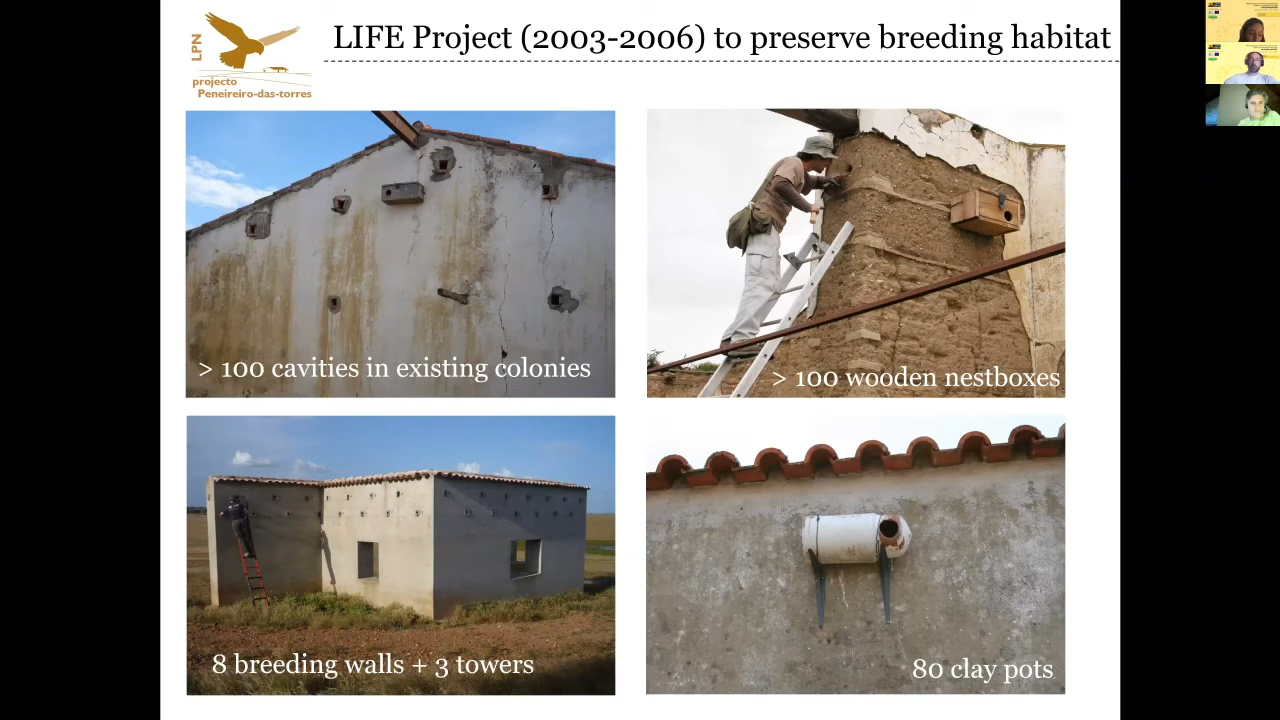 LPN
projecto
Peneireiro-das-torres
LIFE Project (2003-2006) to preserve breeding habitat
> 100 cavities in existing colonies
> 100 wooden nestboxes
8 breeding walls + 3 towers
80 clay pots